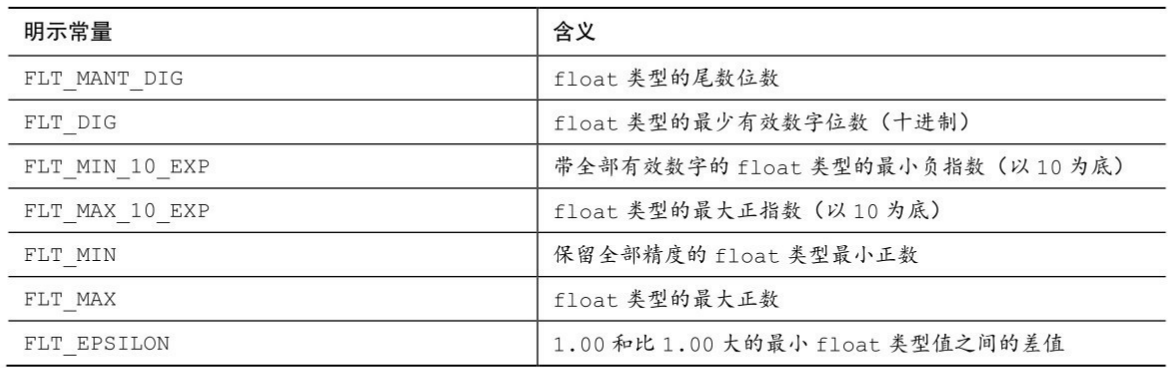 明示常量 含义
FLT_MANT_DIG float 类型的尾数位数
FLT_DIG float 类型的最少有效数字位数（十进制）
FLT_MIN_10_EXP 带全部有效数字的 float 类型的最小负指数（以 10 为底）
FLT_MAX_10_EXP float 类型的最大正指数（以 10 为底）
FLT_MIN 保留全部精度的 float 类型最小正数
FLT_MAX float 类型的最大正数
FLT_EPSILON 1.00 和比 1.00 大的最小 float 类型值之间的差值